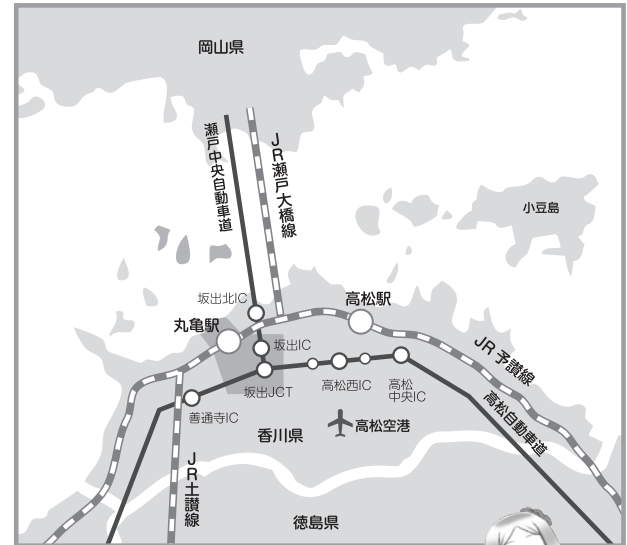 岡山県
瀬戸中央自動車道
JR瀬戸大橋線
小豆島
坂出北IC
高松駅
丸亀駅
坂出IC
JR予讃線
坂出JCT
高松西IC
高松
中央IC
善通寺IC
高松自動車道
香川県
高松空港
JR土讃線
徳島県